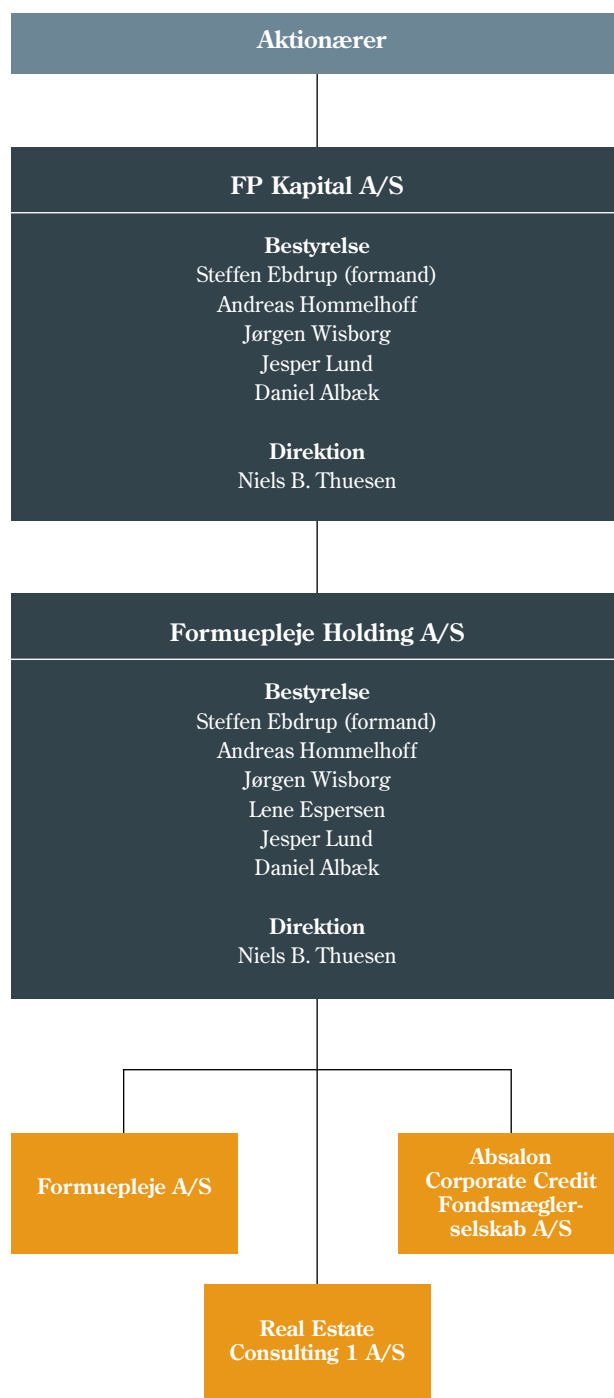 Aktionærer
FP Kapital A/S
Bestyrelse
Steffen Ebdrup (formand)
Andreas Hommelhoff
Jørgen Wisborg
Jesper Lund
Daniel Albæk
Direktion
Niels B. Thuesen
Formuepleje Holding A/S
Bestyrelse
Steffen Ebdrup (formand)
Andreas Hommelhoff
Jørgen Wisborg
Lene Espersen
Jesper Lund
Daniel Albæk
Direktion
Niels B. Thuesen
Formuepleje A/S
Absalon
Corporate Credit
Fondsmægler-
selskab A/S
Real Estate
Consulting 1 A/S